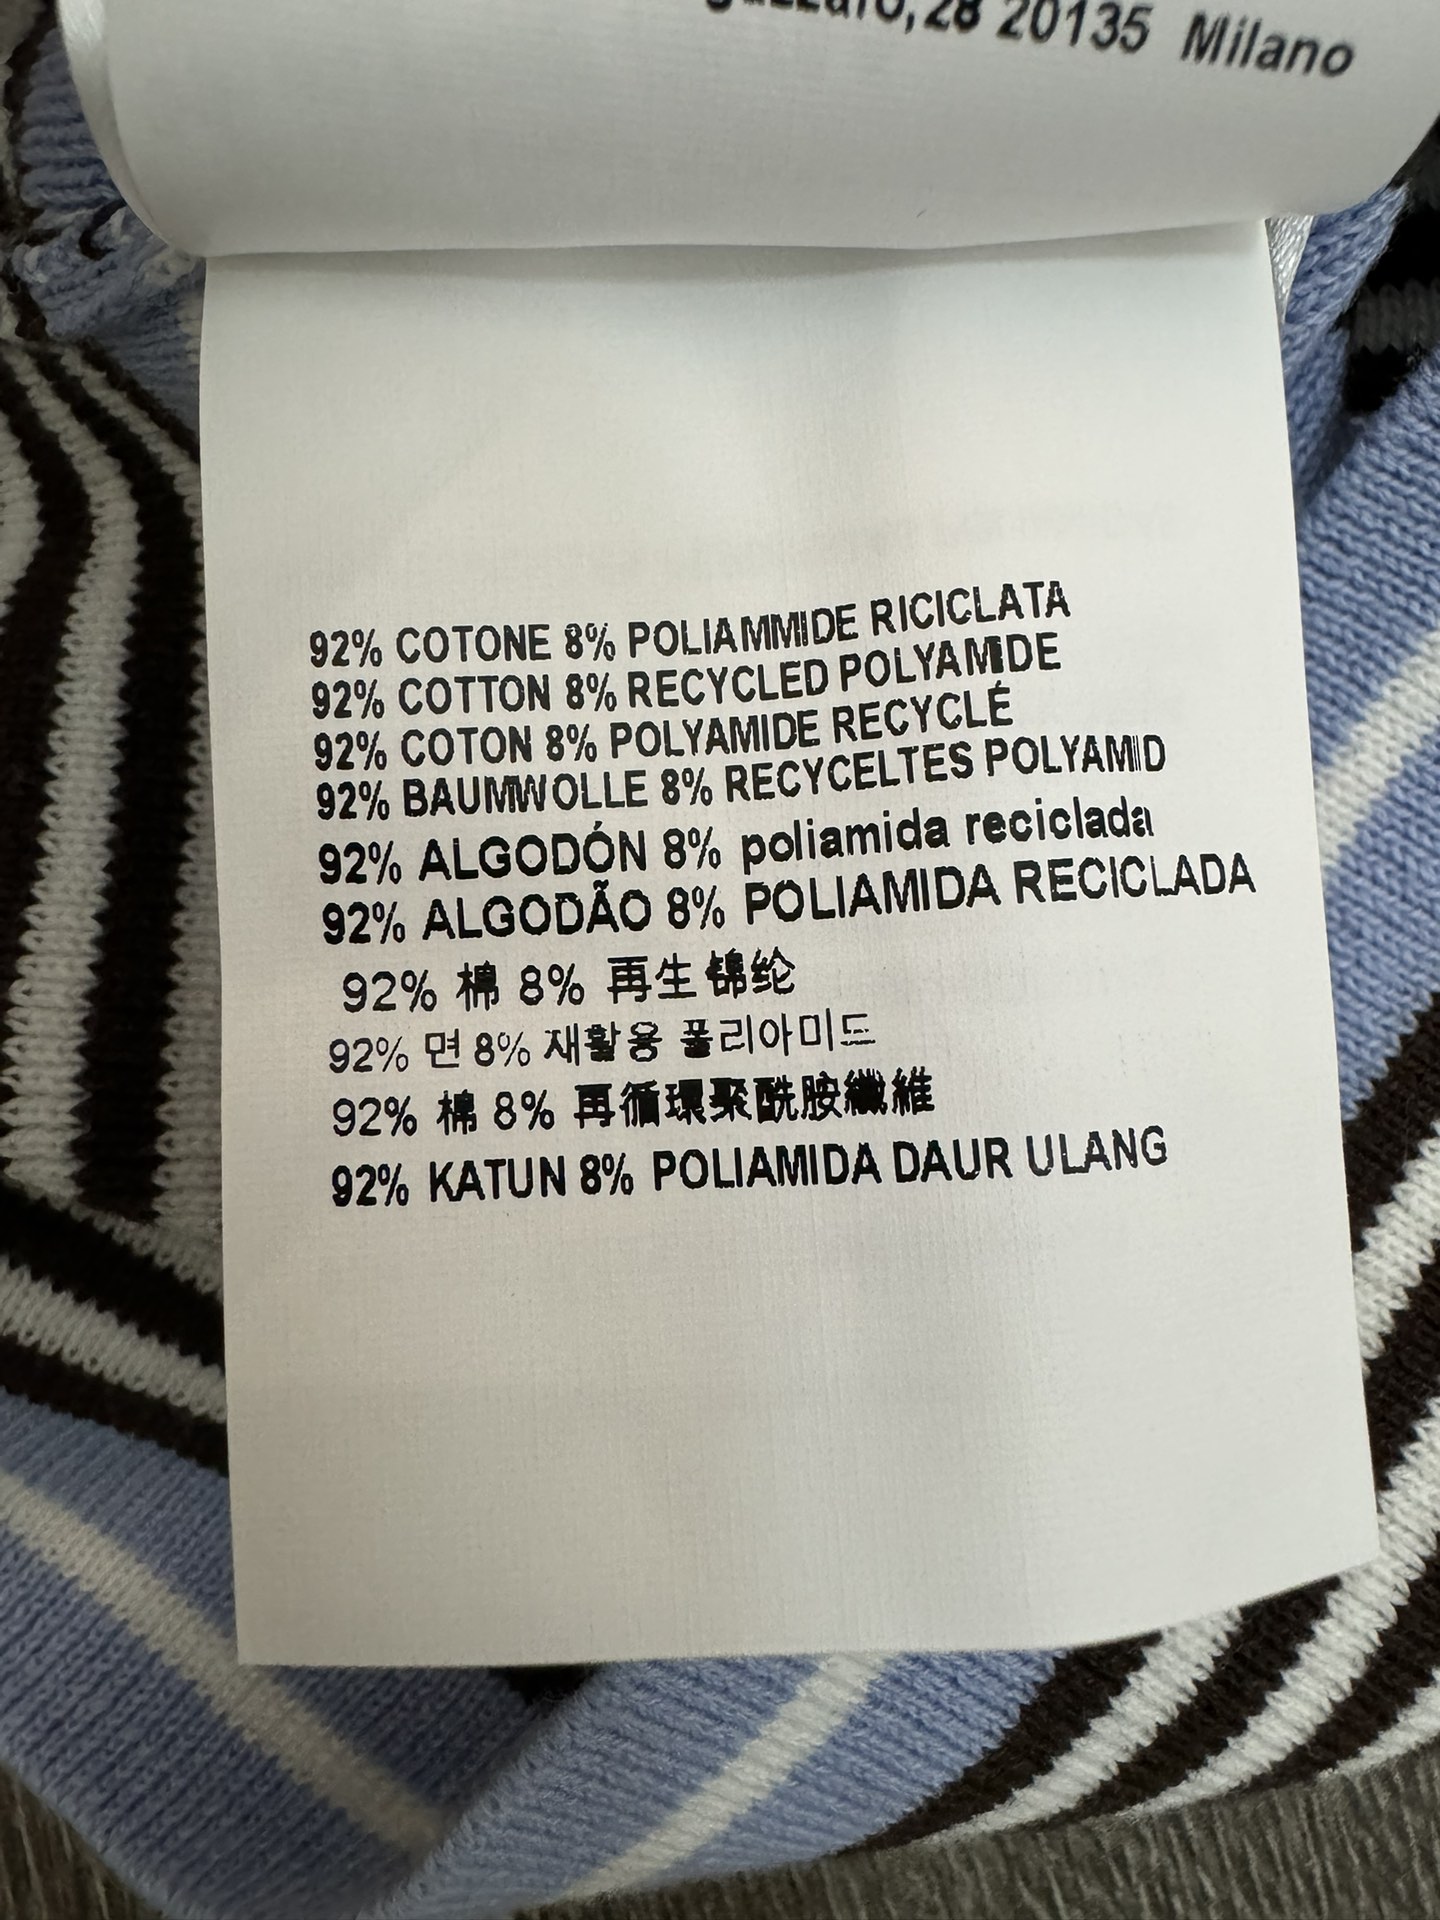 ,28 20135 Milano
92% COTONE 8% POLIAMMIDE RICICLATA
92% COTTON 8% RECYCLED POLYAMIDE
92% COTON 8% POLYAMIDE RECYCLÉ
92% BAUMWOLLE 8% RECYCELTES POLYAMID
92% ALGODÓN 8% poliamida reciclada
92% ALGODÃO 8% POLIAMIDA RECICLADA
92% 棉 8% 再生锦纶
92% 면 8% 재활용 폴리아미드
92% 棉 8% 再循環聚酰胺纖維
92% KATUN 8% POLIAMIDA DAUR ULANG